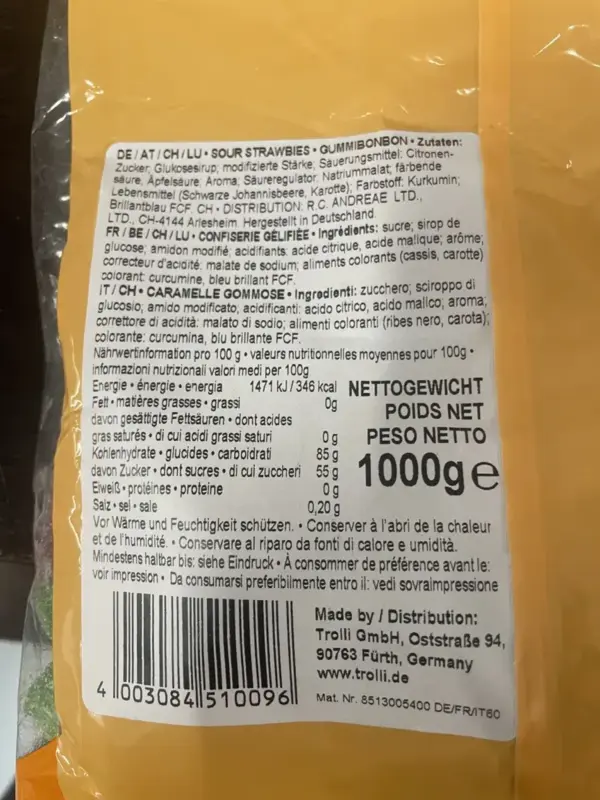 DE / AT / CH / LU • SOUR STRAWBIES • GUMMIBONBON • Zutaten:
Zucker, Glukosesirup; modifizierte Stärke; Säuerungsmittel: Citronen-
säure, Äpfelsäure; Aroma; Säureregulator: Natriummalat; färbende
Lebensmittel (Schwarze Johannisbeere, Karotte); Farbstoff: Kurkumin;
Brillantblau FCF. CH • DISTRIBUTION: R.C. ANDREAE LTD.,
LTD., CH-4144 Arlesheim. Hergestellt in Deutschland.
FR / BE / CH / LU • CONFISERIE GÉLIFIÉE • Ingrédients: sucre; sirop de
glucose; amidon modifié; acidifiants: acide citrique, acide malique; arôme;
correcteur d'acidité: malate de sodium; aliments colorants (cassis, carotte)
colorant: curcumine, bleu brillant FCF.
IT / CH • CARAMELLE GOMMOSE • Ingredienti: zucchero; sciroppo di
glucosio; amido modificato, acidificanti: acido citrico, acido malico; aroma;
correttore di acidità: malato di sodio; alimenti coloranti (ribes nero, carota);
colorante: curcumina, blu brillante FCF.
Nährwertinformation pro 100 g • valeurs nutritionnelles moyennes pour 100g •
informazioni nutrizionali valori medi per 100g
Energie • énergie • energia 1471 kJ / 346 kcal
Fett • matières grasses • grassi 0g
davon gesättigte Fettsäuren • dont acides
gras saturés • di cui acidi grassi saturi 0 g
Kohlenhydrate • glucides • carboidrati 85 g
davon Zucker • dont sucres • di cui zuccheri 55 g
Eiweiß • protéines • proteine 0 g
Salz • sel • sale 0,20 g
NETTOGEWICHT
POIDS NET
PESO NETTO
1000g e
Vor Wärme und Feuchtigkeit schützen. • Conserver à l'abri de la chaleur
et de l'humidité. • Conservare al riparo da fonti di calore e umidità.
Mindestens haltbar bis: siehe Eindruck • À consommer de préférence avant le:
voir impression • Da consumarsi preferibilmente entro il: vedi sovraimpressione
4 003084 510096
Made by / Distribution:
Trolli GmbH, Oststraße 94,
90763 Fürth, Germany
www.trolli.de
Mat. Nr. 8513005400 DE/FR/IT60